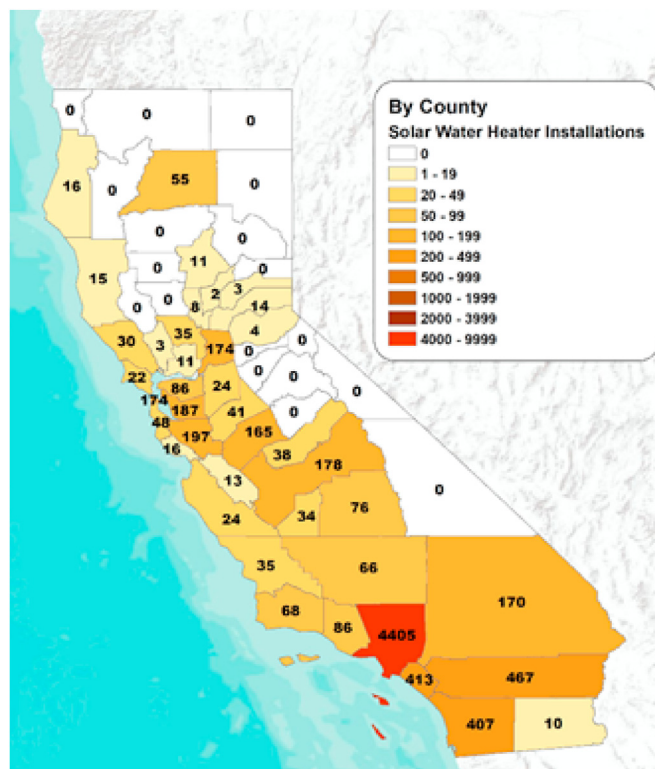 By County
Solar Water Heater Installations
0
1 - 19
20 - 49
50 - 99
100 - 199
200 - 499
500 - 999
1000 - 1999
2000 - 3999
4000 - 9999
0 0 0
16 0 55 0
0 0
11
15 0 0
0 0 8 2 3
14
4
30 3 35 174 0
11 0
22 86 24 0 0 0
174 187 41 0
48 197 165
16 38 178
13 0
24 34 76
35 66
170
68 86 4405
413 467
407 10